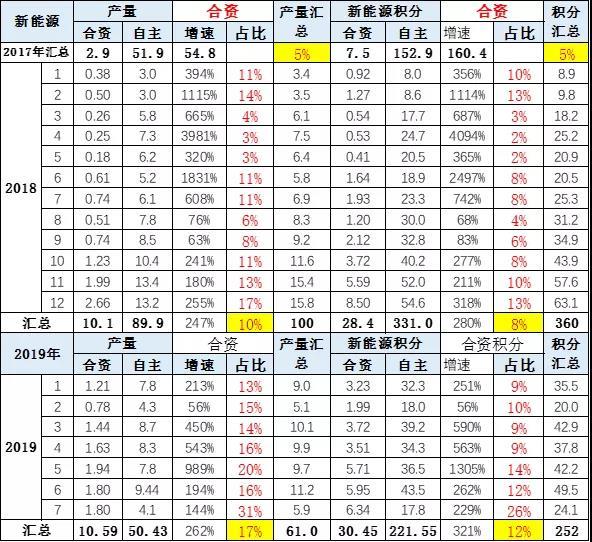 新能源 产量 合资 产量汇总 新能源积分 合资 积分汇总
合资 自主 增速 占比 合资 自主 增速 占比
2017年汇总 2.9 51.9 54.8 5% 7.5 152.9 160.4 5%
2018
1 0.38 3.0 394% 11% 3.4 0.92 8.0 356% 10% 8.9
2 0.50 3.0 1115% 14% 3.5 1.27 8.6 1114% 13% 9.8
3 0.26 5.8 665% 4% 6.1 0.54 17.7 687% 3% 18.2
4 0.25 7.3 3981% 3% 7.5 0.53 24.7 4094% 2% 25.2
5 0.18 6.2 320% 3% 6.4 0.41 20.5 365% 2% 20.9
6 0.61 5.2 1831% 11% 5.8 1.64 18.9 2497% 8% 20.5
7 0.74 6.1 608% 11% 6.9 1.93 23.3 742% 8% 25.3
8 0.51 7.8 76% 6% 8.3 1.20 30.0 68% 4% 31.2
9 0.74 8.5 63% 8% 9.2 2.12 32.8 83% 6% 34.9
10 1.23 10.4 241% 11% 11.6 3.72 40.2 277% 8% 43.9
11 1.99 13.4 180% 13% 15.4 5.59 52.0 211% 10% 57.6
12 2.66 13.2 255% 17% 15.8 8.50 54.6 318% 13% 63.1
汇总 10.1 89.9 247% 10% 100 28.4 331.0 280% 8% 360
2019年 产量 合资 产量汇总 新能源积分 合资积分 积分汇总
合资 自主 增速 占比 合资 自主 增速 占比
2019
1 1.21 7.8 213% 13% 9.0 3.23 32.3 251% 9% 35.5
2 0.78 4.3 56% 15% 5.1 1.99 18.0 56% 10% 20.0
3 1.44 8.7 450% 14% 10.1 3.72 39.2 590% 9% 42.9
4 1.63 8.3 543% 16% 9.9 3.51 34.3 563% 9% 37.8
5 1.94 7.8 989% 20% 9.7 5.71 36.5 1305% 14% 42.2
6 1.80 9.44 194% 16% 11.2 5.95 43.5 262% 12% 49.5
7 1.80 4.1 144% 31% 5.9 6.34 17.8 229% 26% 24.1
汇总 10.59 50.43 262% 17% 61.0 30.45 221.55 321% 12% 252